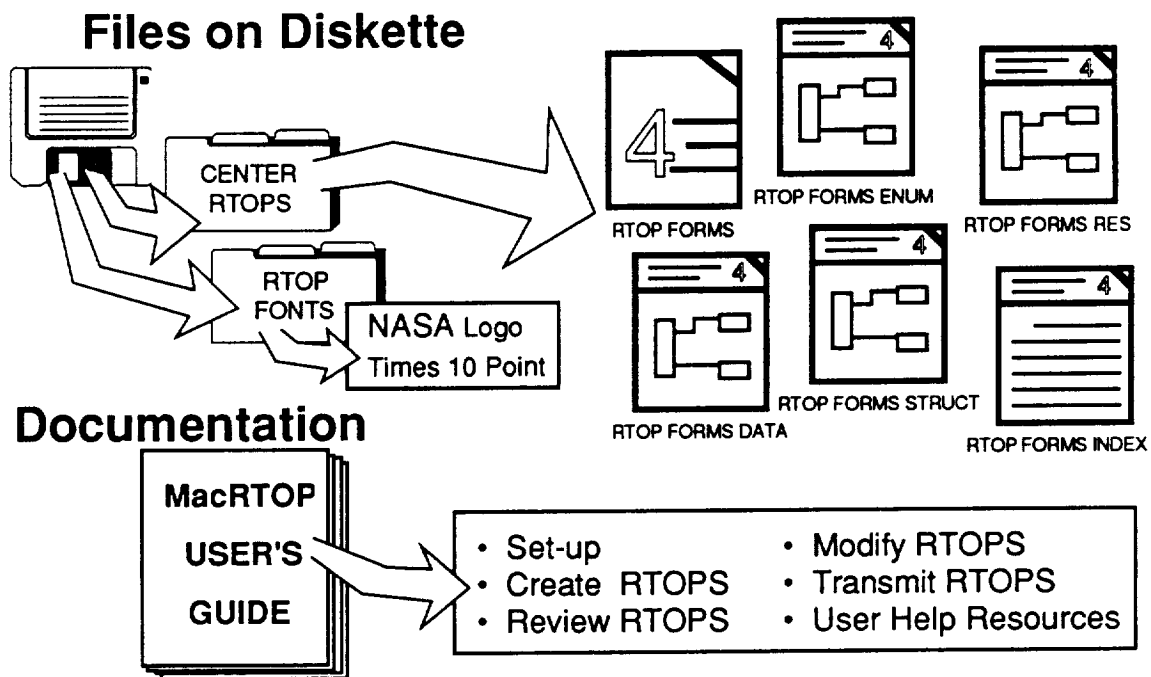 Files on Diskette
CENTER
RTOPS
RTOP
FONTS
NASA Logo
Times 10 Point
4
RTOP FORMS
4
RTOP FORMS ENUM
4
RTOP FORMS RES
4
RTOP FORMS DATA
4
RTOP FORMS STRUCT
4
RTOP FORMS INDEX
Documentation
MacRTOP
USER'S
GUIDE
• Set-up
• Create RTOPS
• Review RTOPS
• Modify RTOPS
• Transmit RTOPS
• User Help Resources